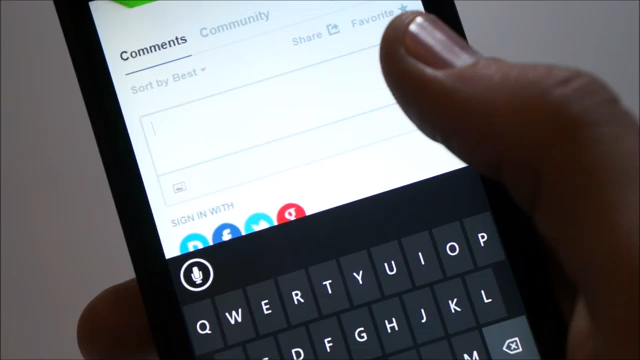 Comments Community
Share Favorite
Sort by Best
SIGN IN WITH
D f g
Q W E R T Y U I O P
D F G H J K L
M